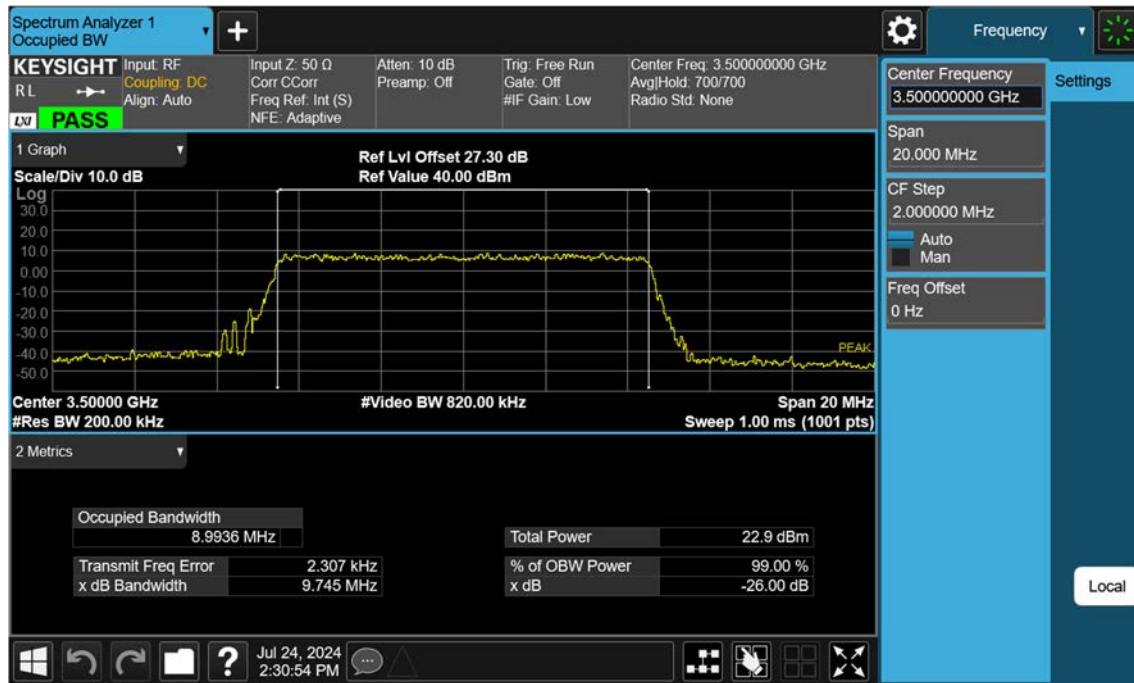 Spectrum Analyzer 1
Occupied BW
+
Frequency
KEYSIGHT
R L
LXI PASS
Input: RF
Coupling: DC
Align: Auto
Input Z: 50 Ω
Corr CCorr
Freq Ref: Int (S)
NFE: Adaptive
Atten: 10 dB
Preamp: Off
Trig: Free Run
Gate: Off
#IF Gain: Low
Center Freq: 3.500000000 GHz
Avg|Hold: 700/700
Radio Std: None
Center Frequency
3.500000000 GHz
Settings
Span
20.000 MHz
CF Step
2.000000 MHz
Auto
Man
Freq Offset
0 Hz
1 Graph
Scale/Div 10.0 dB
Ref Lvl Offset 27.30 dB
Ref Value 40.00 dBm
Log
30.0
20.0
10.0
0.00
-10.0
-20.0
-30.0
-40.0
-50.0
PEAK
Center 3.50000 GHz
#Video BW 820.00 kHz
Span 20 MHz
#Res BW 200.00 kHz
Sweep 1.00 ms (1001 pts)
2 Metrics
Occupied Bandwidth
8.9936 MHz
Total Power 22.9 dBm
Transmit Freq Error 2.307 kHz
% of OBW Power 99.00 %
x dB Bandwidth 9.745 MHz
x dB -26.00 dB
Local
?
Jul 24, 2024
2:30:54 PM